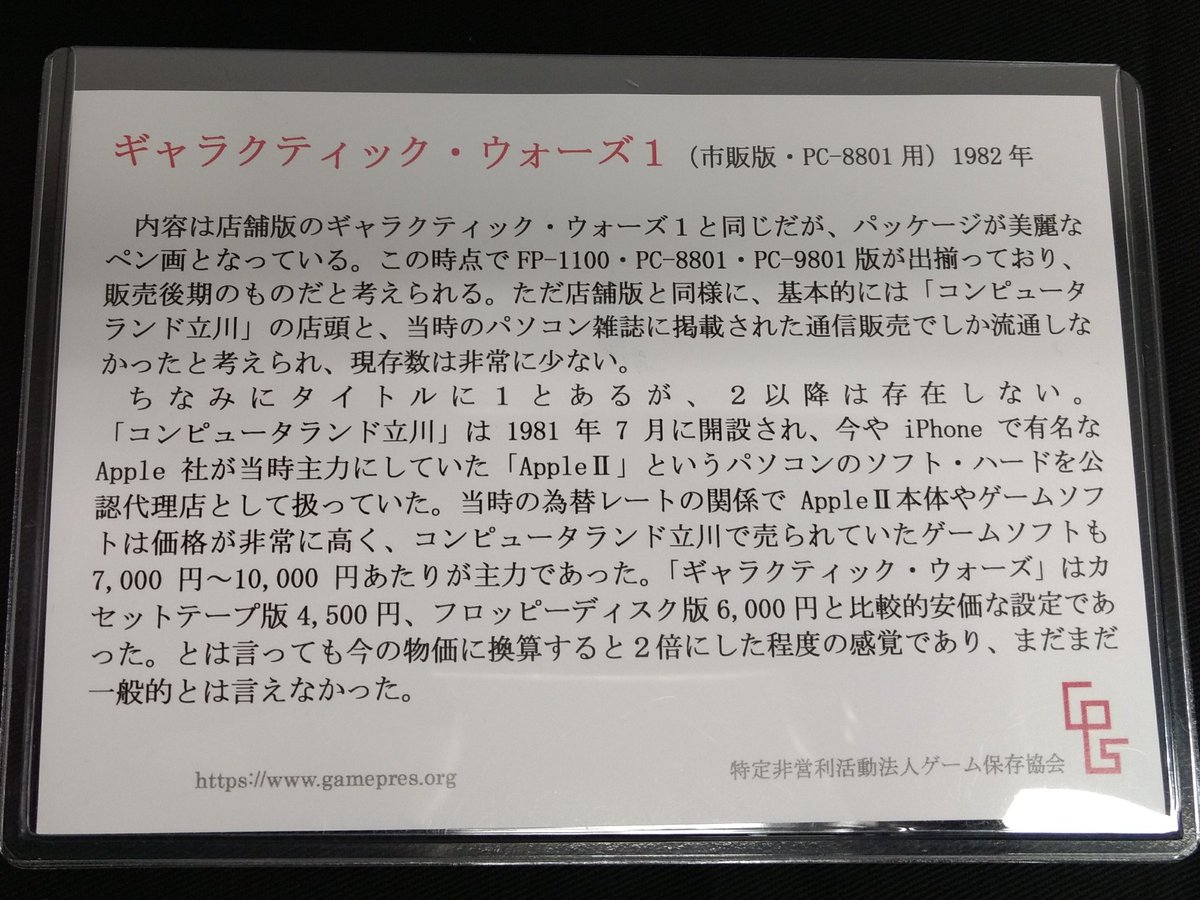 ギャラクティック・ウォーズ１（市販版・PC-8801 用）1982 年
内容は店舗版のギャラクティック・ウォーズ１と同じだが、パッケージが美麗な
ペン画となっている。この時点で FP-1100・PC-8801・PC-9801 版が出揃っており、
販売後期のものだと考えられる。ただ店舗版と同様に、基本的には「コンピュータ
ランド立川」の店頭と、当時のパソコン雑誌に掲載された通信販売でしか流通しな
かったと考えられ、現存数は非常に少ない。
ちなみにタイトルに１とあるが、２以降は存在しない。
「コンピュータランド立川」は 1981 年 7 月に開設され、今や iPhone で有名な
Apple 社が当時主力にしていた「AppleⅡ」というパソコンのソフト・ハードを公
認代理店として扱っていた。当時の為替レートの関係で AppleⅡ本体やゲームソフ
トは価格が非常に高く、コンピュータランド立川で売られていたゲームソフトも
7,000 円～10,000 円あたりが主力であった。「ギャラクティック・ウォーズ」はカ
セットテープ版 4,500 円、フロッピーディスク版 6,000 円と比較的安価な設定であ
った。とは言っても今の物価に換算すると２倍にした程度の感覚であり、まだまだ
一般的とは言えなかった。
https://www.gamepres.org
特定非営利活動法人ゲーム保存協会
GPS